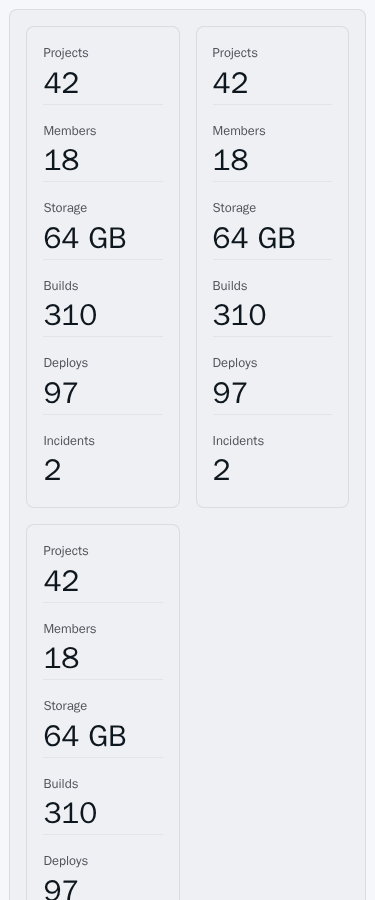 Projects
42
Members
18
Storage
64 GB
Builds
310
Deploys
97
Incidents
2
Projects
42
Members
18
Storage
64 GB
Builds
310
Deploys
97
Incidents
2
Projects
42
Members
18
Storage
64 GB
Builds
310
Deploys
97